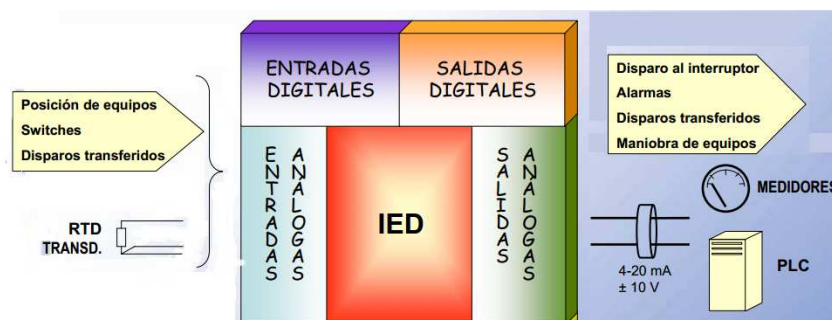 Posición de equipos
Switches
Disparos transferidos
RTD
TRANSD.
ENTRADAS
DIGITALES
SALIDAS
DIGITALES
ENTRADAS
ANALOGAS
IED
SALIDAS
ANALOGAS
Disparo al interruptor
Alarmas
Disparos transferidos
Maniobra de equipos
MEDIDORES
4-20 mA
± 10 V
PLC